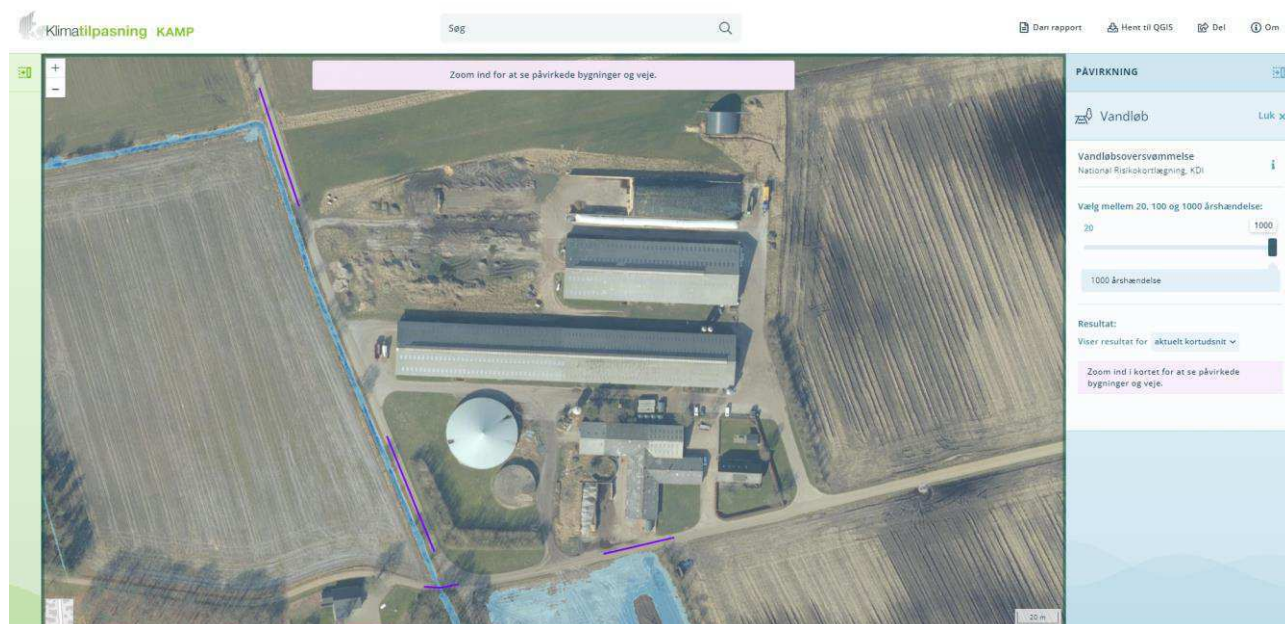 Klimatilpasning KAMP
Søg
Dan rapport
Hent til QGIS
Del
Om
+
−
Zoom ind for at se påvirkede bygninger og veje.
20 m
PÅVIRKNING
Vandløb
Luk ×
Vandløbsoversvømmelse
National Risikokortlægning, KDI
i
Vælg mellem 20, 100 og 1000 årshændelse:
20
1000
1000 årshændelse
Resultat:
Viser resultat for aktuelt kortudsnit
Zoom ind i kortet for at se påvirkede
bygninger og veje.